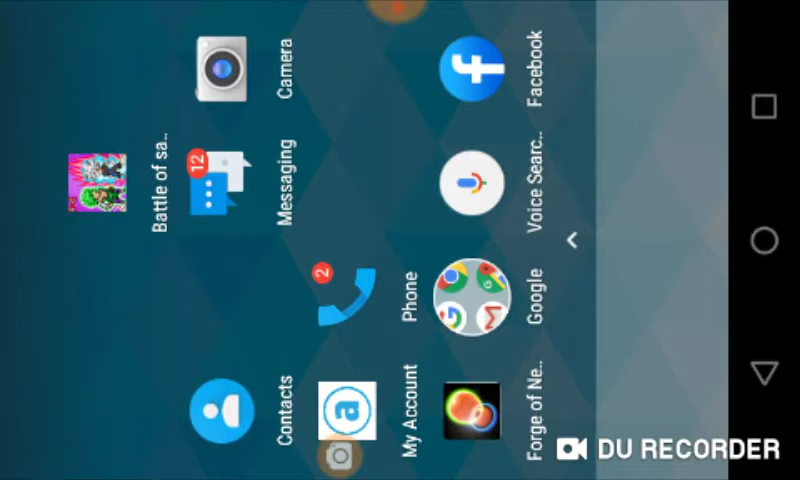 Battle of sa..
Camera
12
Messaging
Contacts
2
Phone
a
My Account
Facebook
Voice Searc..
Google
Forge of Ne..
DU RECORDER